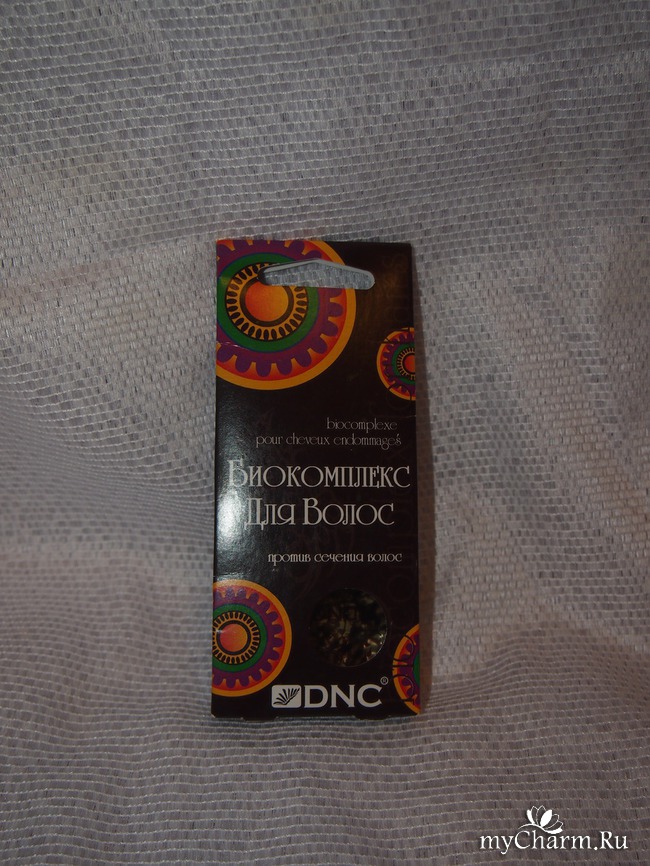 biocomplexe
pour cheveux endommagés
Биокомплекс
Для Волос
против сечения волос
DNC®
myCharm.Ru